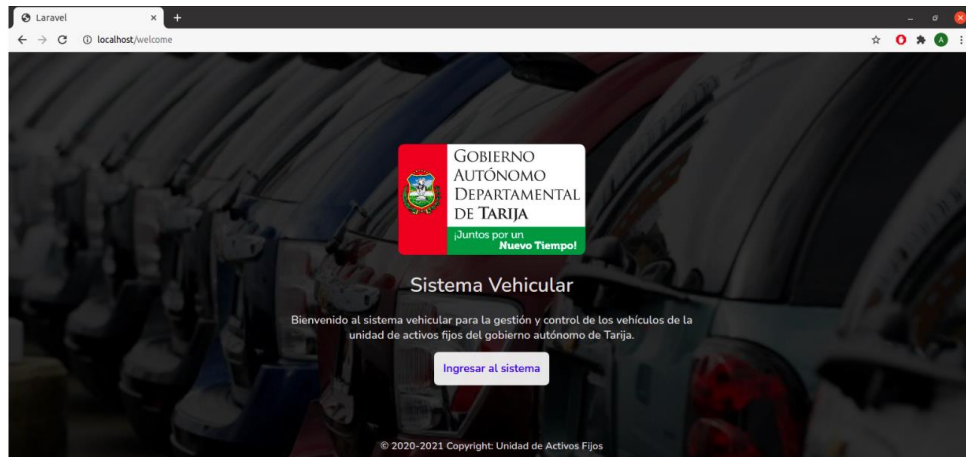 Laravel
localhost/welcome
A
GOBIERNO
AUTÓNOMO
DEPARTAMENTAL
DE TARIJA
¡Juntos por un
Nuevo Tiempo!
Sistema Vehicular
Bienvenido al sistema vehicular para la gestión y control de los vehículos de la
unidad de activos fijos del gobierno autónomo de Tarija.
Ingresar al sistema
© 2020-2021 Copyright: Unidad de Activos Fijos